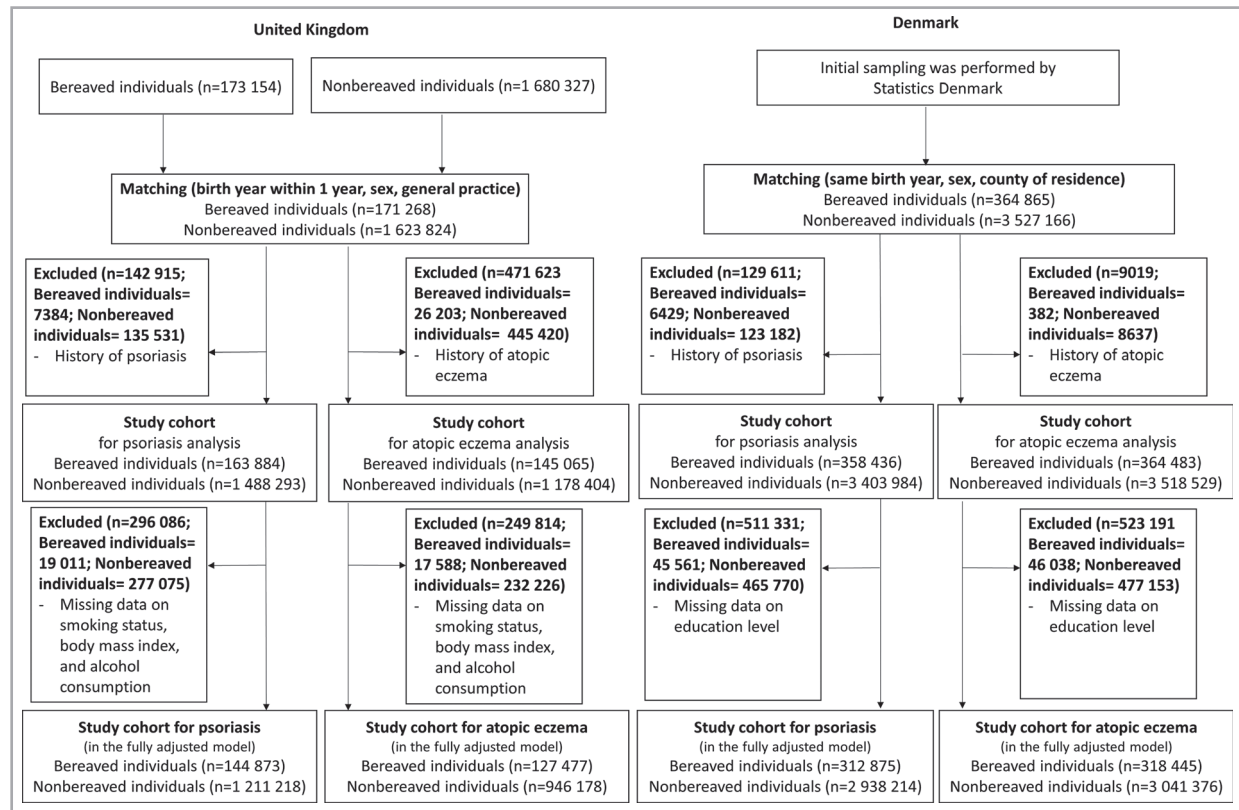 United Kingdom
Bereaved individuals (n=173 154)
Nonbereaved individuals (n=1 680 327)
Matching (birth year within 1 year, sex, general practice)
Bereaved individuals (n=171 268)
Nonbereaved individuals (n=1 623 824)
Excluded (n=142 915;
Bereaved individuals=
7384; Nonbereaved
individuals= 135 531)
- History of psoriasis
Excluded (n=471 623
Bereaved individuals=
26 203; Nonbereaved
individuals= 445 420)
- History of atopic
eczema
Study cohort
for psoriasis analysis
Bereaved individuals (n=163 884)
Nonbereaved individuals (n=1 488 293)
Study cohort
for atopic eczema analysis
Bereaved individuals (n=145 065)
Nonbereaved individuals (n=1 178 404)
Excluded (n=296 086;
Bereaved individuals=
19 011; Nonbereaved
individuals= 277 075)
- Missing data on
smoking status,
body mass index,
and alcohol
consumption
Excluded (n=249 814;
Bereaved individuals=
17 588; Nonbereaved
individuals= 232 226)
- Missing data on
smoking status,
body mass index,
and alcohol
consumption
Study cohort for psoriasis
(in the fully adjusted model)
Bereaved individuals (n=144 873)
Nonbereaved individuals (n=1 211 218)
Study cohort for atopic eczema
(in the fully adjusted model)
Bereaved individuals (n=127 477)
Nonbereaved individuals (n=946 178)
Denmark
Initial sampling was performed by
Statistics Denmark
Matching (same birth year, sex, county of residence)
Bereaved individuals (n=364 865)
Nonbereaved individuals (n=3 527 166)
Excluded (n=129 611;
Bereaved individuals=
6429; Nonbereaved
individuals= 123 182)
- History of psoriasis
Excluded (n=9019;
Bereaved individuals=
382; Nonbereaved
individuals= 8637)
- History of atopic
eczema
Study cohort
for psoriasis analysis
Bereaved individuals (n=358 436)
Nonbereaved individuals (n=3 403 984)
Study cohort
for atopic eczema analysis
Bereaved individuals (n=364 483)
Nonbereaved individuals (n=3 518 529)
Excluded (n=511 331;
Bereaved individuals=
45 561; Nonbereaved
individuals= 465 770)
- Missing data on
education level
Excluded (n=523 191
Bereaved individuals=
46 038; Nonbereaved
individuals= 477 153)
- Missing data on
education level
Study cohort for psoriasis
(in the fully adjusted model)
Bereaved individuals (n=312 875)
Nonbereaved individuals (n=2 938 214)
Study cohort for atopic eczema
(in the fully adjusted model)
Bereaved individuals (n=318 445)
Nonbereaved individuals (n=3 041 376)